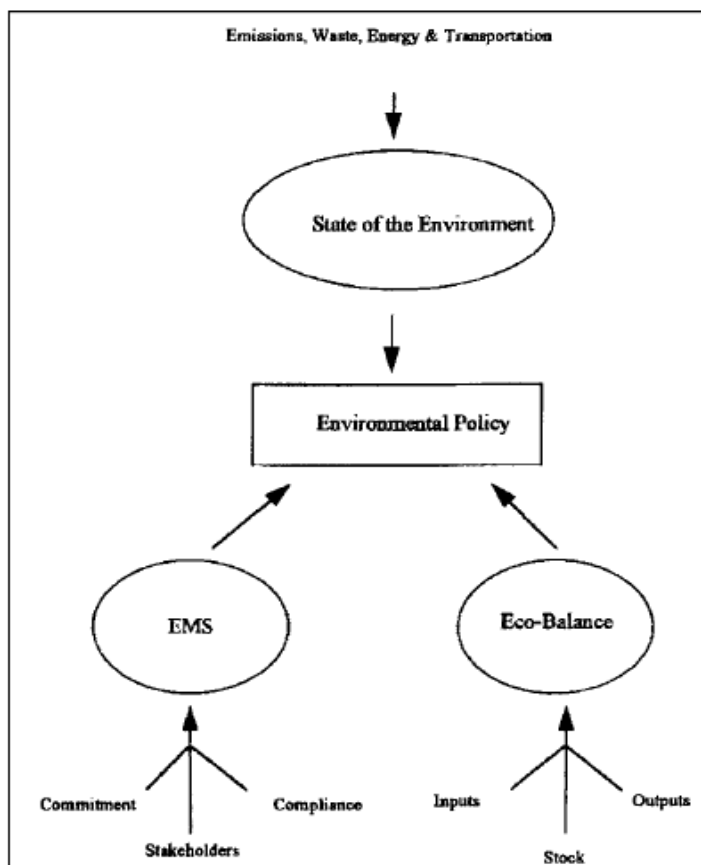 Emissions, Waste, Energy & Transportation
State of the Environment
Environmental Policy
EMS
Eco-Balance
Commitment
Compliance
Stakeholders
Inputs
Outputs
Stock